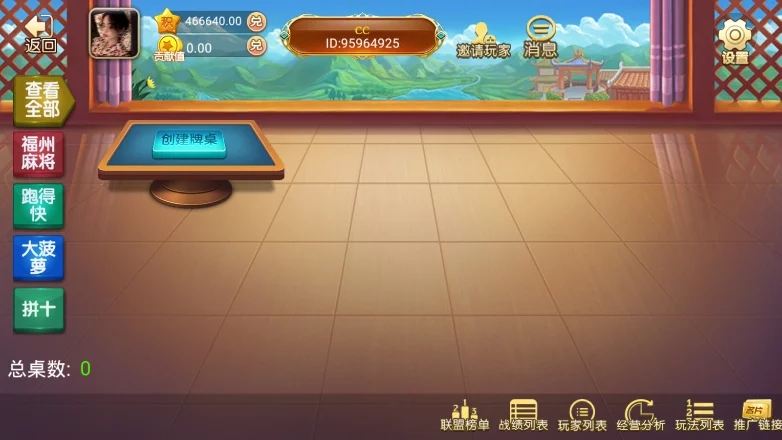 返回
积 466640.00 兑
0.00 兑
贡献值
CC
ID:95964925
邀请玩家
消息
设置
查看
全部
福州
麻将
跑得
快
大菠
萝
拼十
创建牌桌
总桌数: 0
联盟榜单
战绩列表
玩家列表
经营分析
玩法列表
名片
推广链接